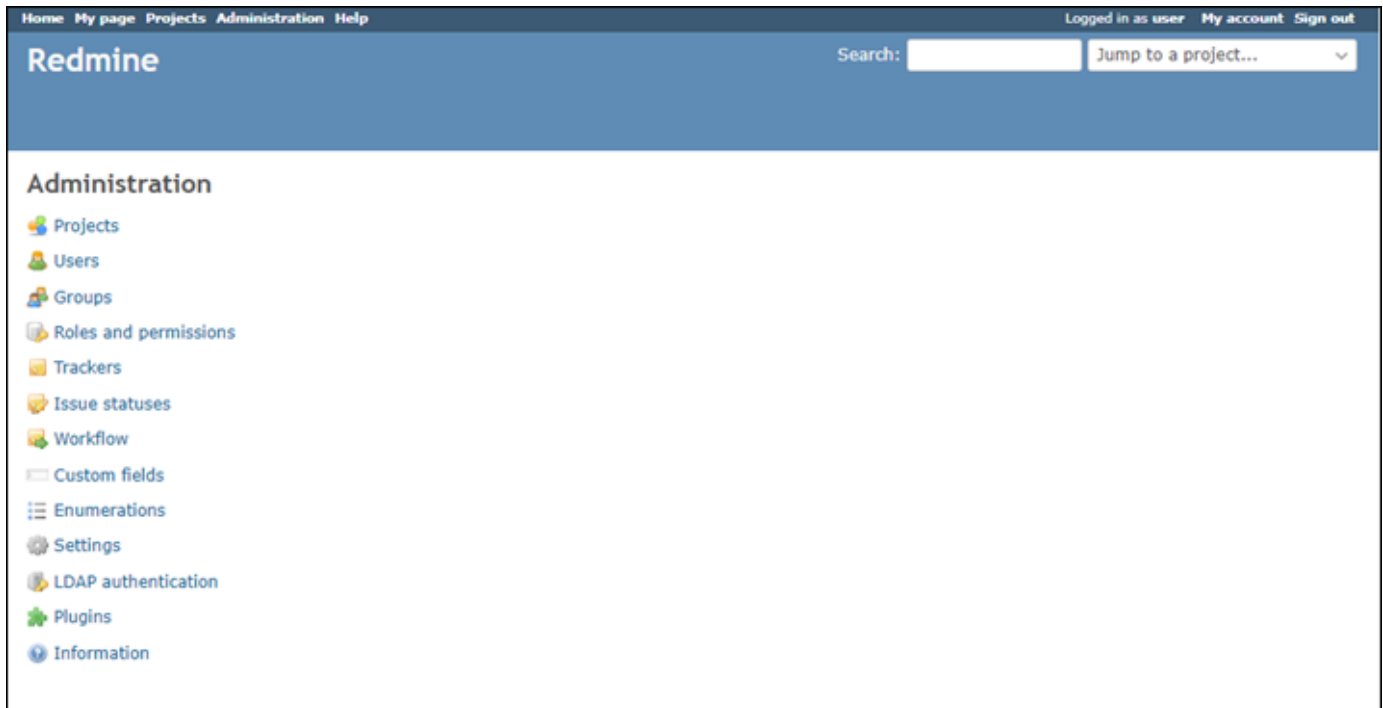 Home My page Projects Administration Help Logged in as user My account Sign out
Redmine Search: Jump to a project...
Administration
Projects
Users
Groups
Roles and permissions
Trackers
Issue statuses
Workflow
Custom fields
Enumerations
Settings
LDAP authentication
Plugins
Information